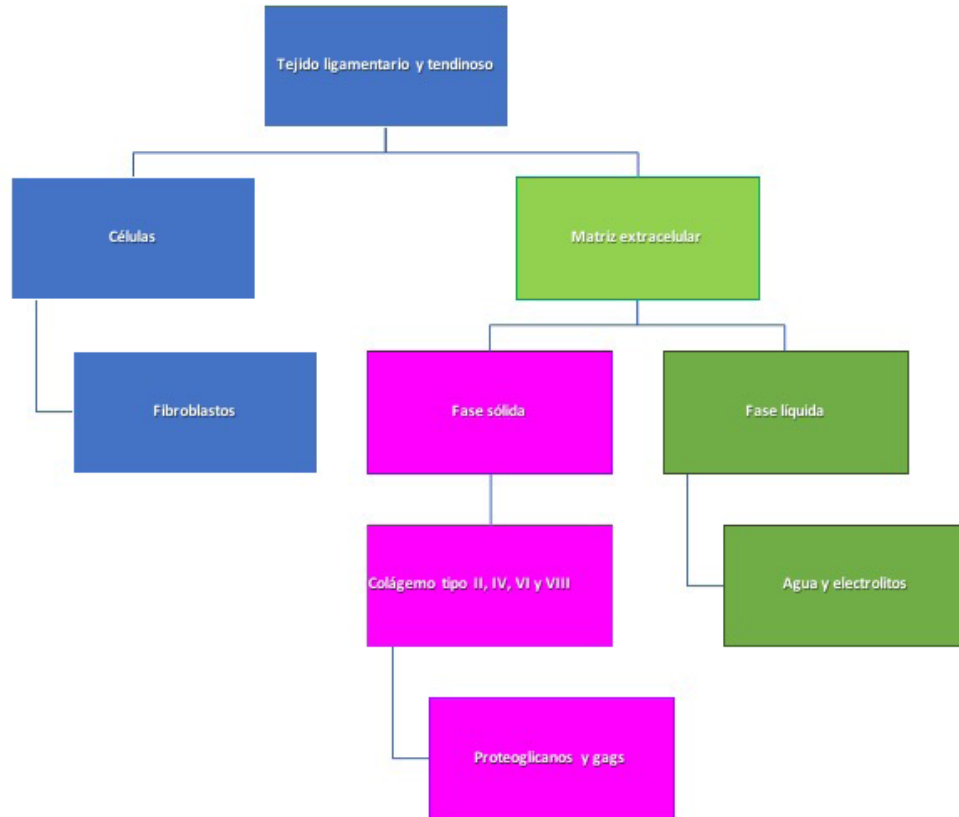 Tejido ligamentario y tendinoso
Células
Matriz extracelular
Fibroblastos
Fase sólida
Fase líquida
Colágemo tipo II, IV, VI y VIII
Agua y electrolitos
Proteoglicanos y gags